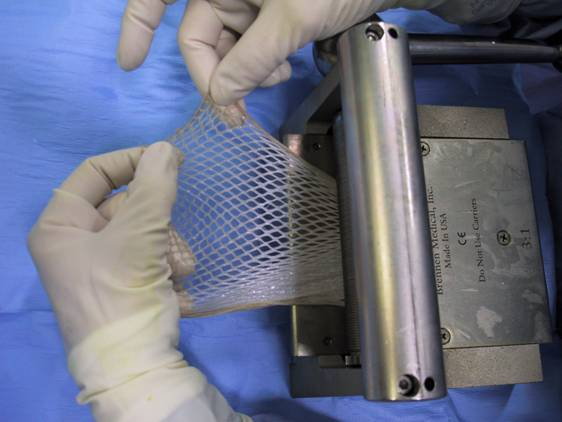 Brennen Medical, Inc.
Made In USA
CE
Do Not Use Carriers
3:1